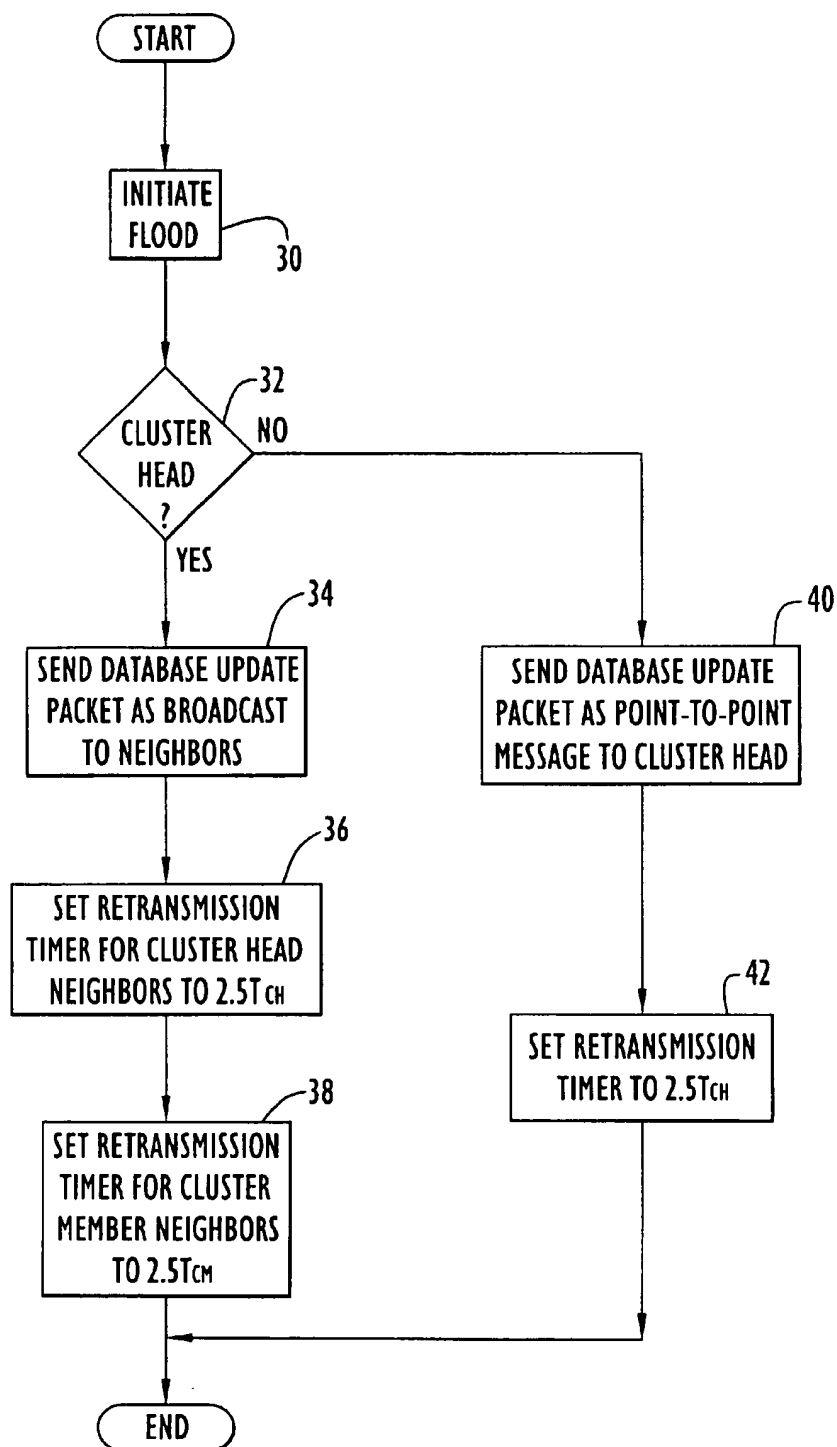 START
INITIATE
FLOOD
30
32
CLUSTER
HEAD
?
NO
YES
34
SEND DATABASE UPDATE
PACKET AS BROADCAST
TO NEIGHBORS
36
SET RETRANSMISSION
TIMER FOR CLUSTER HEAD
NEIGHBORS TO 2.5TCH
38
SET RETRANSMISSION
TIMER FOR CLUSTER
MEMBER NEIGHBORS
TO 2.5TCM
40
SEND DATABASE UPDATE
PACKET AS POINT-TO-POINT
MESSAGE TO CLUSTER HEAD
42
SET RETRANSMISSION
TIMER TO 2.5TCH
END